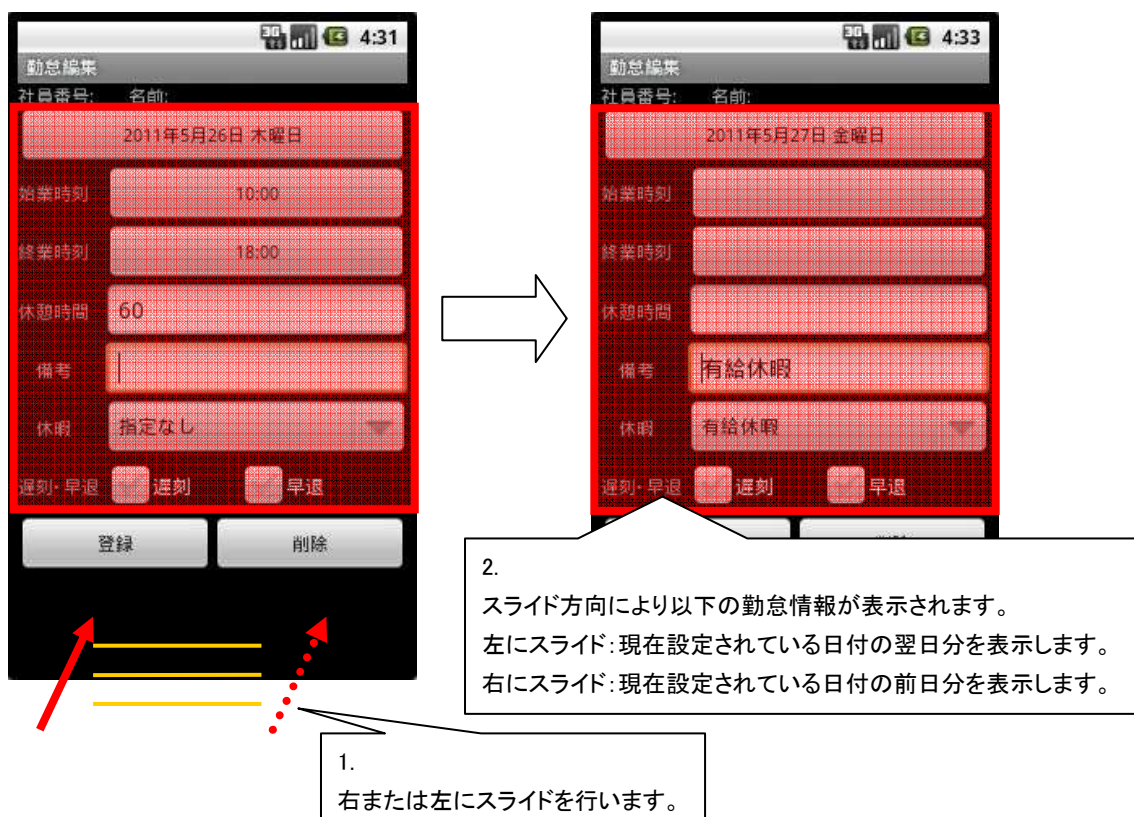 4:31
勤怠編集
社員番号: 名前:
2011年5月26日 木曜日
始業時刻 10:00
終業時刻 18:00
休憩時間 60
備考
休暇 指定なし
遅刻・早退 遅刻 早退
登録 削除
4:33
勤怠編集
社員番号: 名前:
2011年5月27日 金曜日
始業時刻
終業時刻
休憩時間
備考 有給休暇
休暇 有給休暇
遅刻・早退 遅刻 早退
2.
スライド方向により以下の勤怠情報が表示されます。
左にスライド:現在設定されている日付の翌日分を表示します。
右にスライド:現在設定されている日付の前日分を表示します。
1.
右または左にスライドを行います。